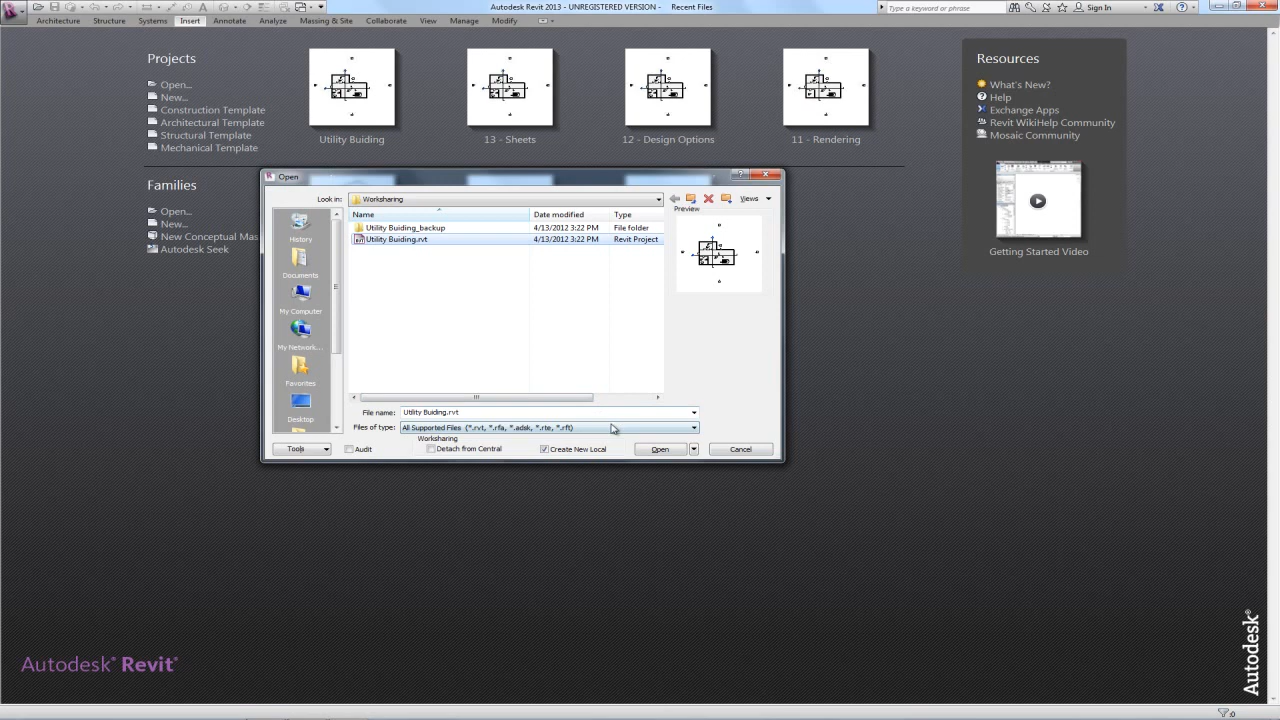 Autodesk Revit 2013 - UNREGISTERED VERSION - Recent Files
Type a keyword or phrase
Sign In
Architecture Structure Systems Insert Annotate Analyze Massing & Site Collaborate View Manage Modify
Projects
Open...
New...
Construction Template
Architectural Template
Structural Template
Mechanical Template
Utility Buiding
13 - Sheets
12 - Design Options
11 - Rendering
Resources
What's New?
Help
Exchange Apps
Revit WikiHelp Community
Mosaic Community
Getting Started Video
Families
Open...
New...
New Conceptual Mas
Autodesk Seek
Open
Look in: Worksharing
Views
Name Date modified Type
Utility Buiding_backup 4/13/2012 3:22 PM File folder
Utility Buiding.rvt 4/13/2012 3:22 PM Revit Project
Preview
History
Documents
My Computer
My Network...
Favorites
Desktop
File name: Utility Buiding.rvt
Files of type: All Supported Files (*.rvt, *.rfa, *.adsk, *.rte, *.rft)
Worksharing
Tools Audit Detach from Central Create New Local Open Cancel
Autodesk® Revit®
Autodesk®
:0